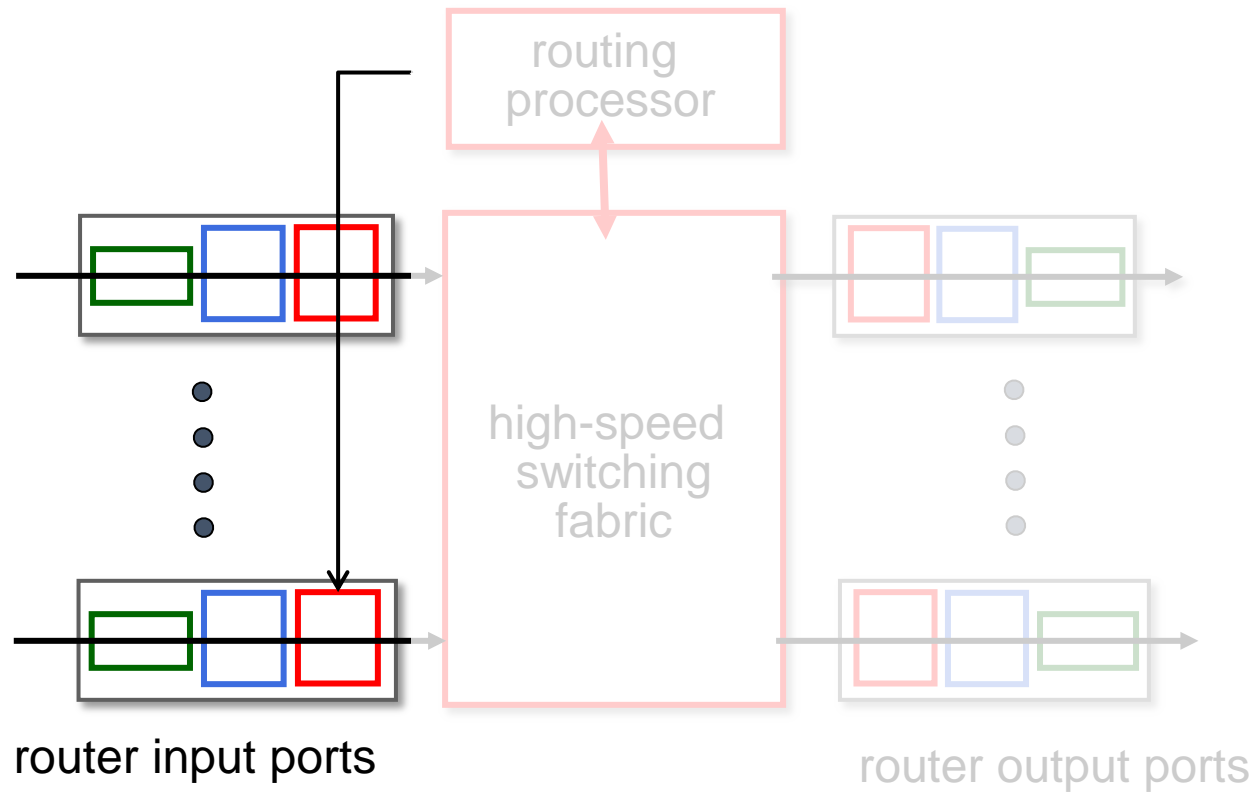 routing
processor
high-speed
switching
fabric
router input ports
router output ports